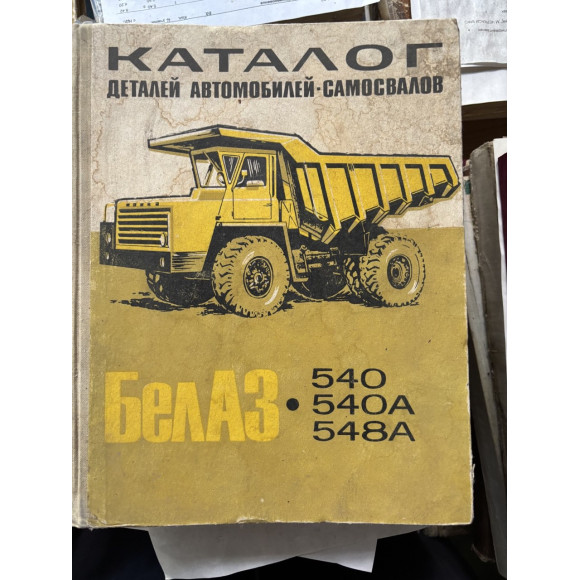 КАТАЛОГ
ДЕТАЛЕЙ АВТОМОБИЛЕЙ-САМОСВАЛОВ
БелАЗ • 540
540А
548А